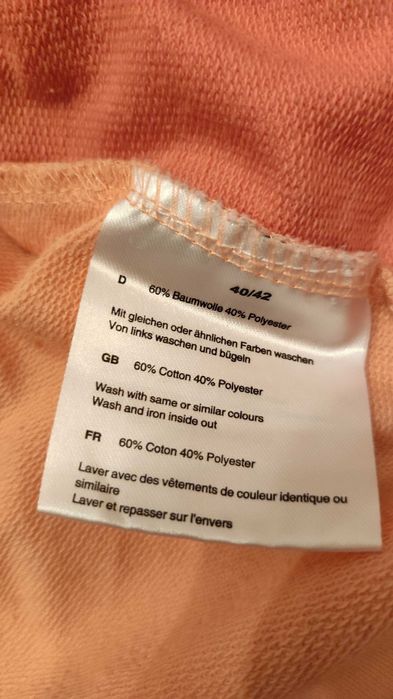 40/42
D 60% Baumwolle 40% Polyester
Mit gleichen oder ähnlichen Farben waschen
Von links waschen und bügeln
GB 60% Cotton 40% Polyester
Wash with same or similar colours
Wash and iron inside out
FR 60% Coton 40% Polyester
Laver avec des vêtements de couleur identique ou
similaire
Laver et repasser sur l'envers